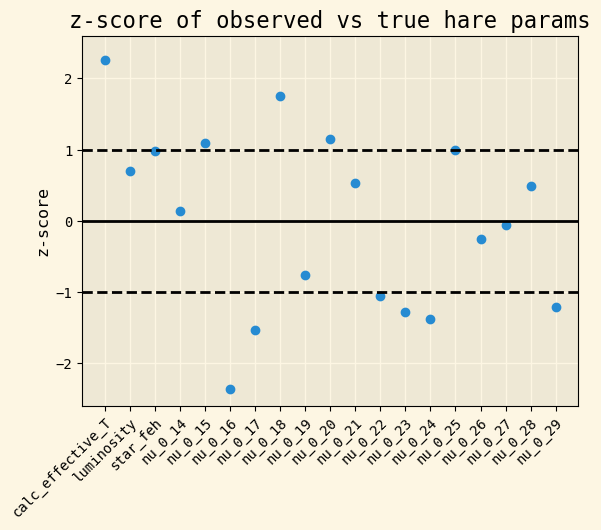 z-score of observed vs true hare params
z-score
2
1
0
−1
−2
calc_effective_T
luminosity
star_feh
nu_0_14
nu_0_15
nu_0_16
nu_0_17
nu_0_18
nu_0_19
nu_0_20
nu_0_21
nu_0_22
nu_0_23
nu_0_24
nu_0_25
nu_0_26
nu_0_27
nu_0_28
nu_0_29